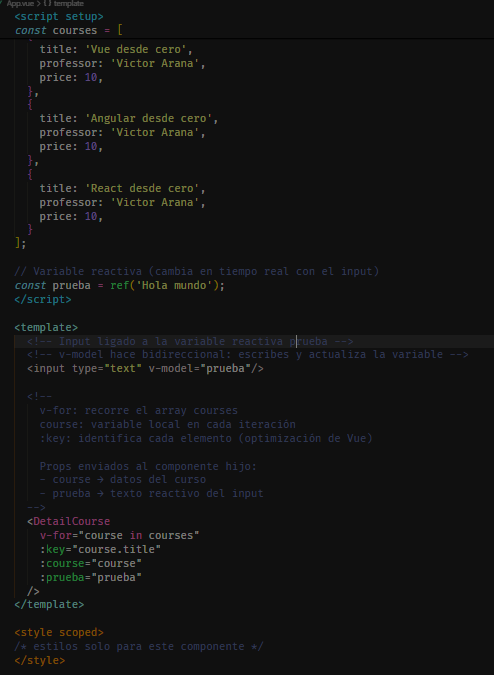 App.vue > {} template
<script setup>
const courses = [
{
title: 'Vue desde cero',
professor: 'Victor Arana',
price: 10,
},
{
title: 'Angular desde cero',
professor: 'Victor Arana',
price: 10,
},
{
title: 'React desde cero',
professor: 'Victor Arana',
price: 10,
}
];
// Variable reactiva (cambia en tiempo real con el input)
const prueba = ref('Hola mundo');
</script>
<template>
<!-- Input ligado a la variable reactiva prueba -->
<!-- v-model hace bidireccional: escribes y actualiza la variable -->
<input type="text" v-model="prueba"/>
<!--
v-for: recorre el array courses
course: variable local en cada iteración
:key: identifica cada elemento (optimización de Vue)
Props enviados al componente hijo:
- course → datos del curso
- prueba → texto reactivo del input
-->
<DetailCourse
v-for="course in courses"
:key="course.title"
:course="course"
:prueba="prueba"
/>
</template>
<style scoped>
/* estilos solo para este componente */
</style>